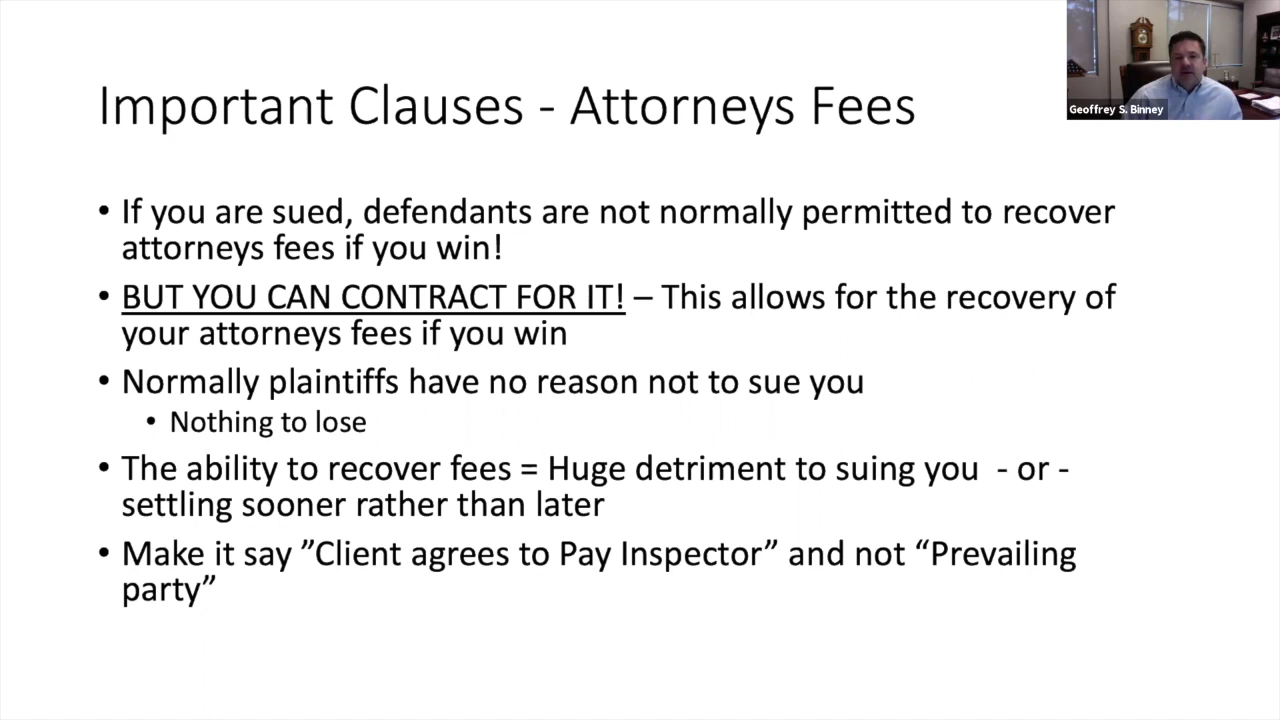 Important Clauses - Attorneys Fees
Geoffrey S. Binney
• If you are sued, defendants are not normally permitted to recover
attorneys fees if you win!
• BUT YOU CAN CONTRACT FOR IT! – This allows for the recovery of
your attorneys fees if you win
• Normally plaintiffs have no reason not to sue you
• Nothing to lose
• The ability to recover fees = Huge detriment to suing you - or -
settling sooner rather than later
• Make it say ”Client agrees to Pay Inspector” and not “Prevailing
party”